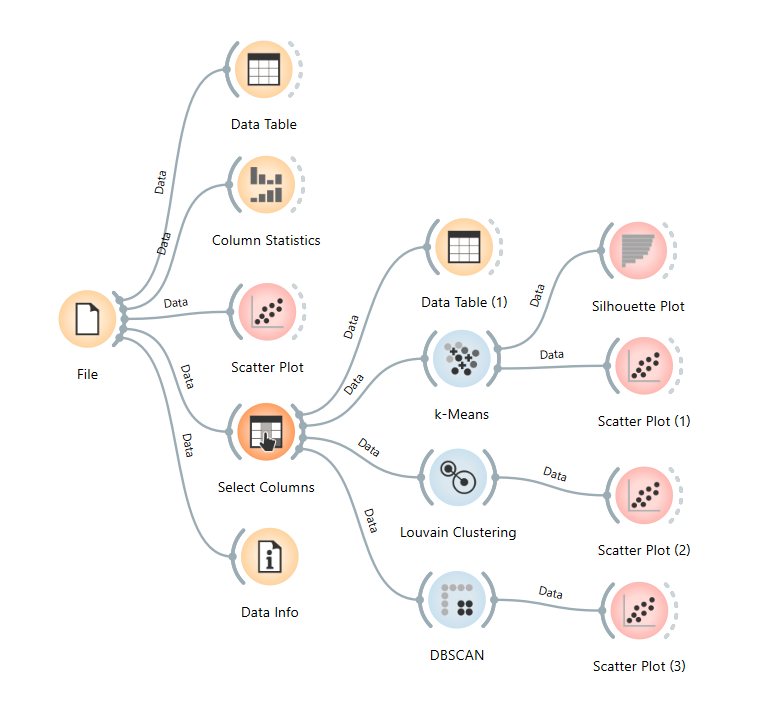 Data Table
Data
Column Statistics
Data
Data
Scatter Plot
File
Data
Select Columns
Data
Data Info
Data
Data Table (1)
Data
k-Means
Data
Silhouette Plot
Data
Scatter Plot (1)
Data
Louvain Clustering
Data
Scatter Plot (2)
Data
DBSCAN
Data
Scatter Plot (3)